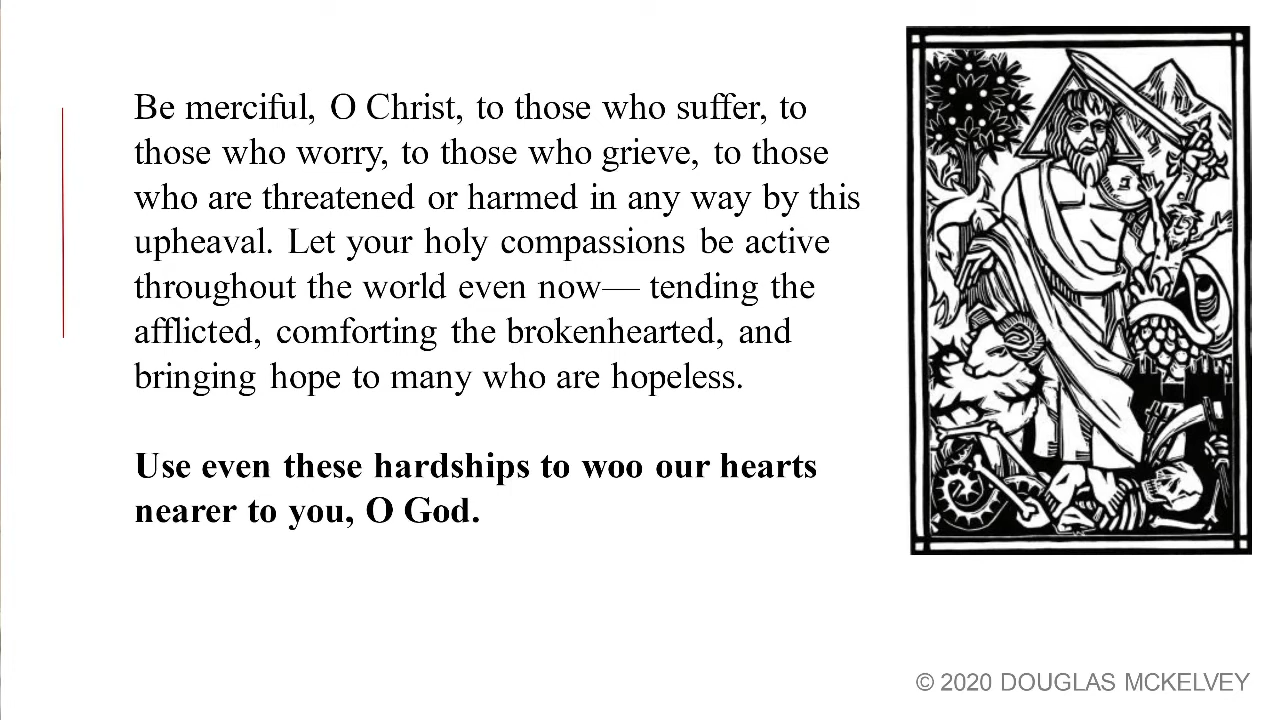 Be merciful, O Christ, to those who suffer, to
those who worry, to those who grieve, to those
who are threatened or harmed in any way by this
upheaval. Let your holy compassions be active
throughout the world even now— tending the
afflicted, comforting the brokenhearted, and
bringing hope to many who are hopeless.
Use even these hardships to woo our hearts
nearer to you, O God.
© 2020 DOUGLAS MCKELVEY